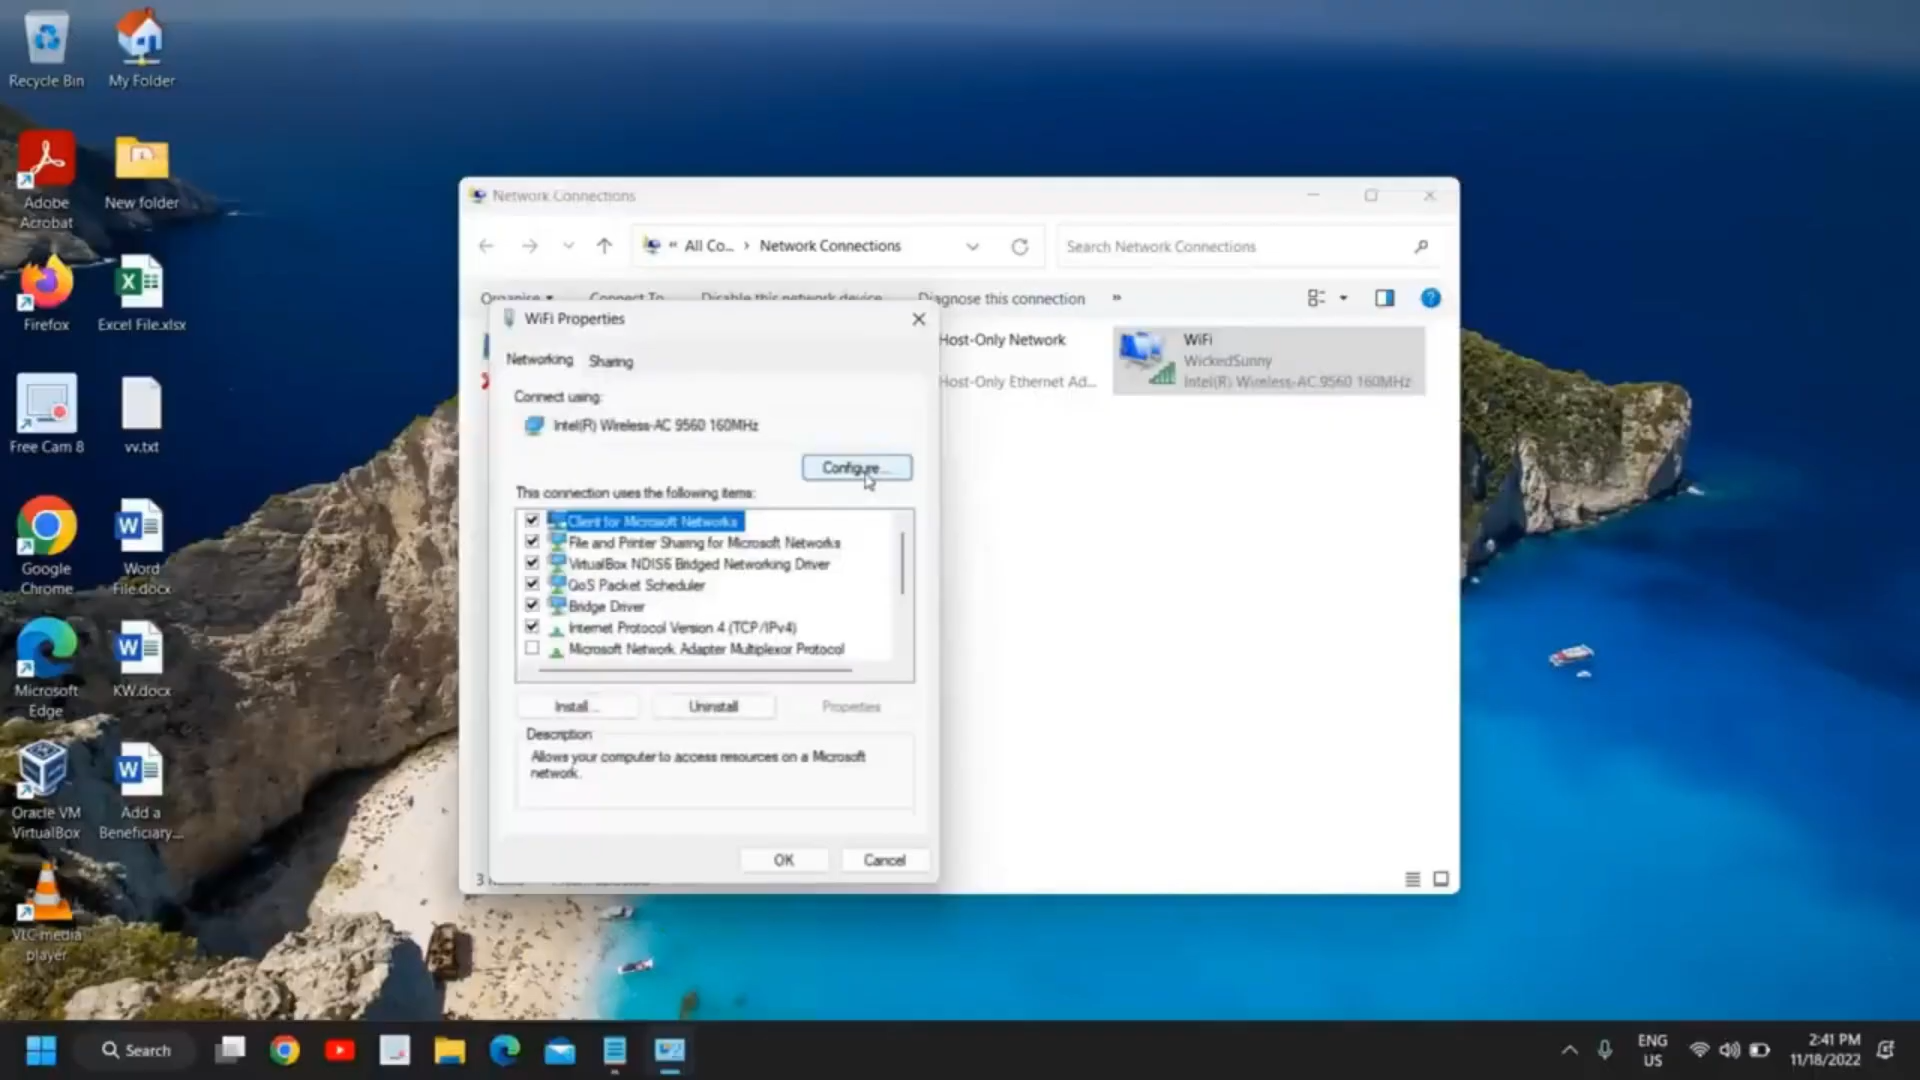 Recycle Bin
My Folder
Adobe
Acrobat
New folder
Firefox
Excel File.xlsx
Free Cam 8
vv.txt
Google
Chrome
Word
File.docx
Microsoft
Edge
KW.docx
Oracle VM
VirtualBox
Add a
Beneficiary...
VLC media
player
Network Connections
All Co... › Network Connections
Search Network Connections
Organise
Connect To
Disable this network device
Diagnose this connection
»
WiFi Properties
Networking
Sharing
Connect using:
Intel(R) Wireless-AC 9560 160MHz
Configure...
This connection uses the following items:
Client for Microsoft Networks
File and Printer Sharing for Microsoft Networks
VirtualBox NDIS6 Bridged Networking Driver
QoS Packet Scheduler
Bridge Driver
Internet Protocol Version 4 (TCP/IPv4)
Microsoft Network Adapter Multiplexor Protocol
Install...
Uninstall
Properties
Description
Allows your computer to access resources on a Microsoft
network.
OK
Cancel
Host-Only Network
Host-Only Ethernet Ad...
WiFi
WickedSunny
Intel(R) Wireless-AC 9560 160MHz
3
Search
ENG
US
2:41 PM
11/18/2022